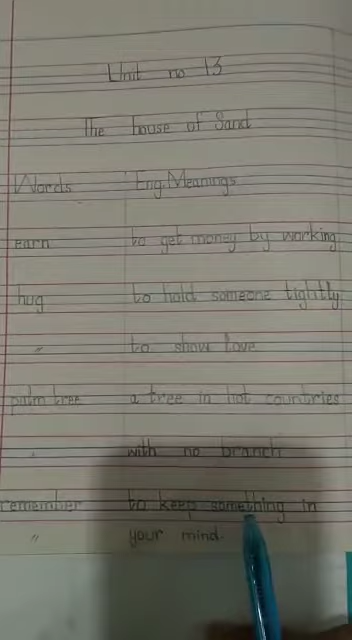 Unit no 13
The house of Sand
Words Eng.Meanings
earn to get money by working
hug to hold someone tightly
" to show love
palm tree a tree in hot countries
" with no branch
remember to keep something in
" your mind.